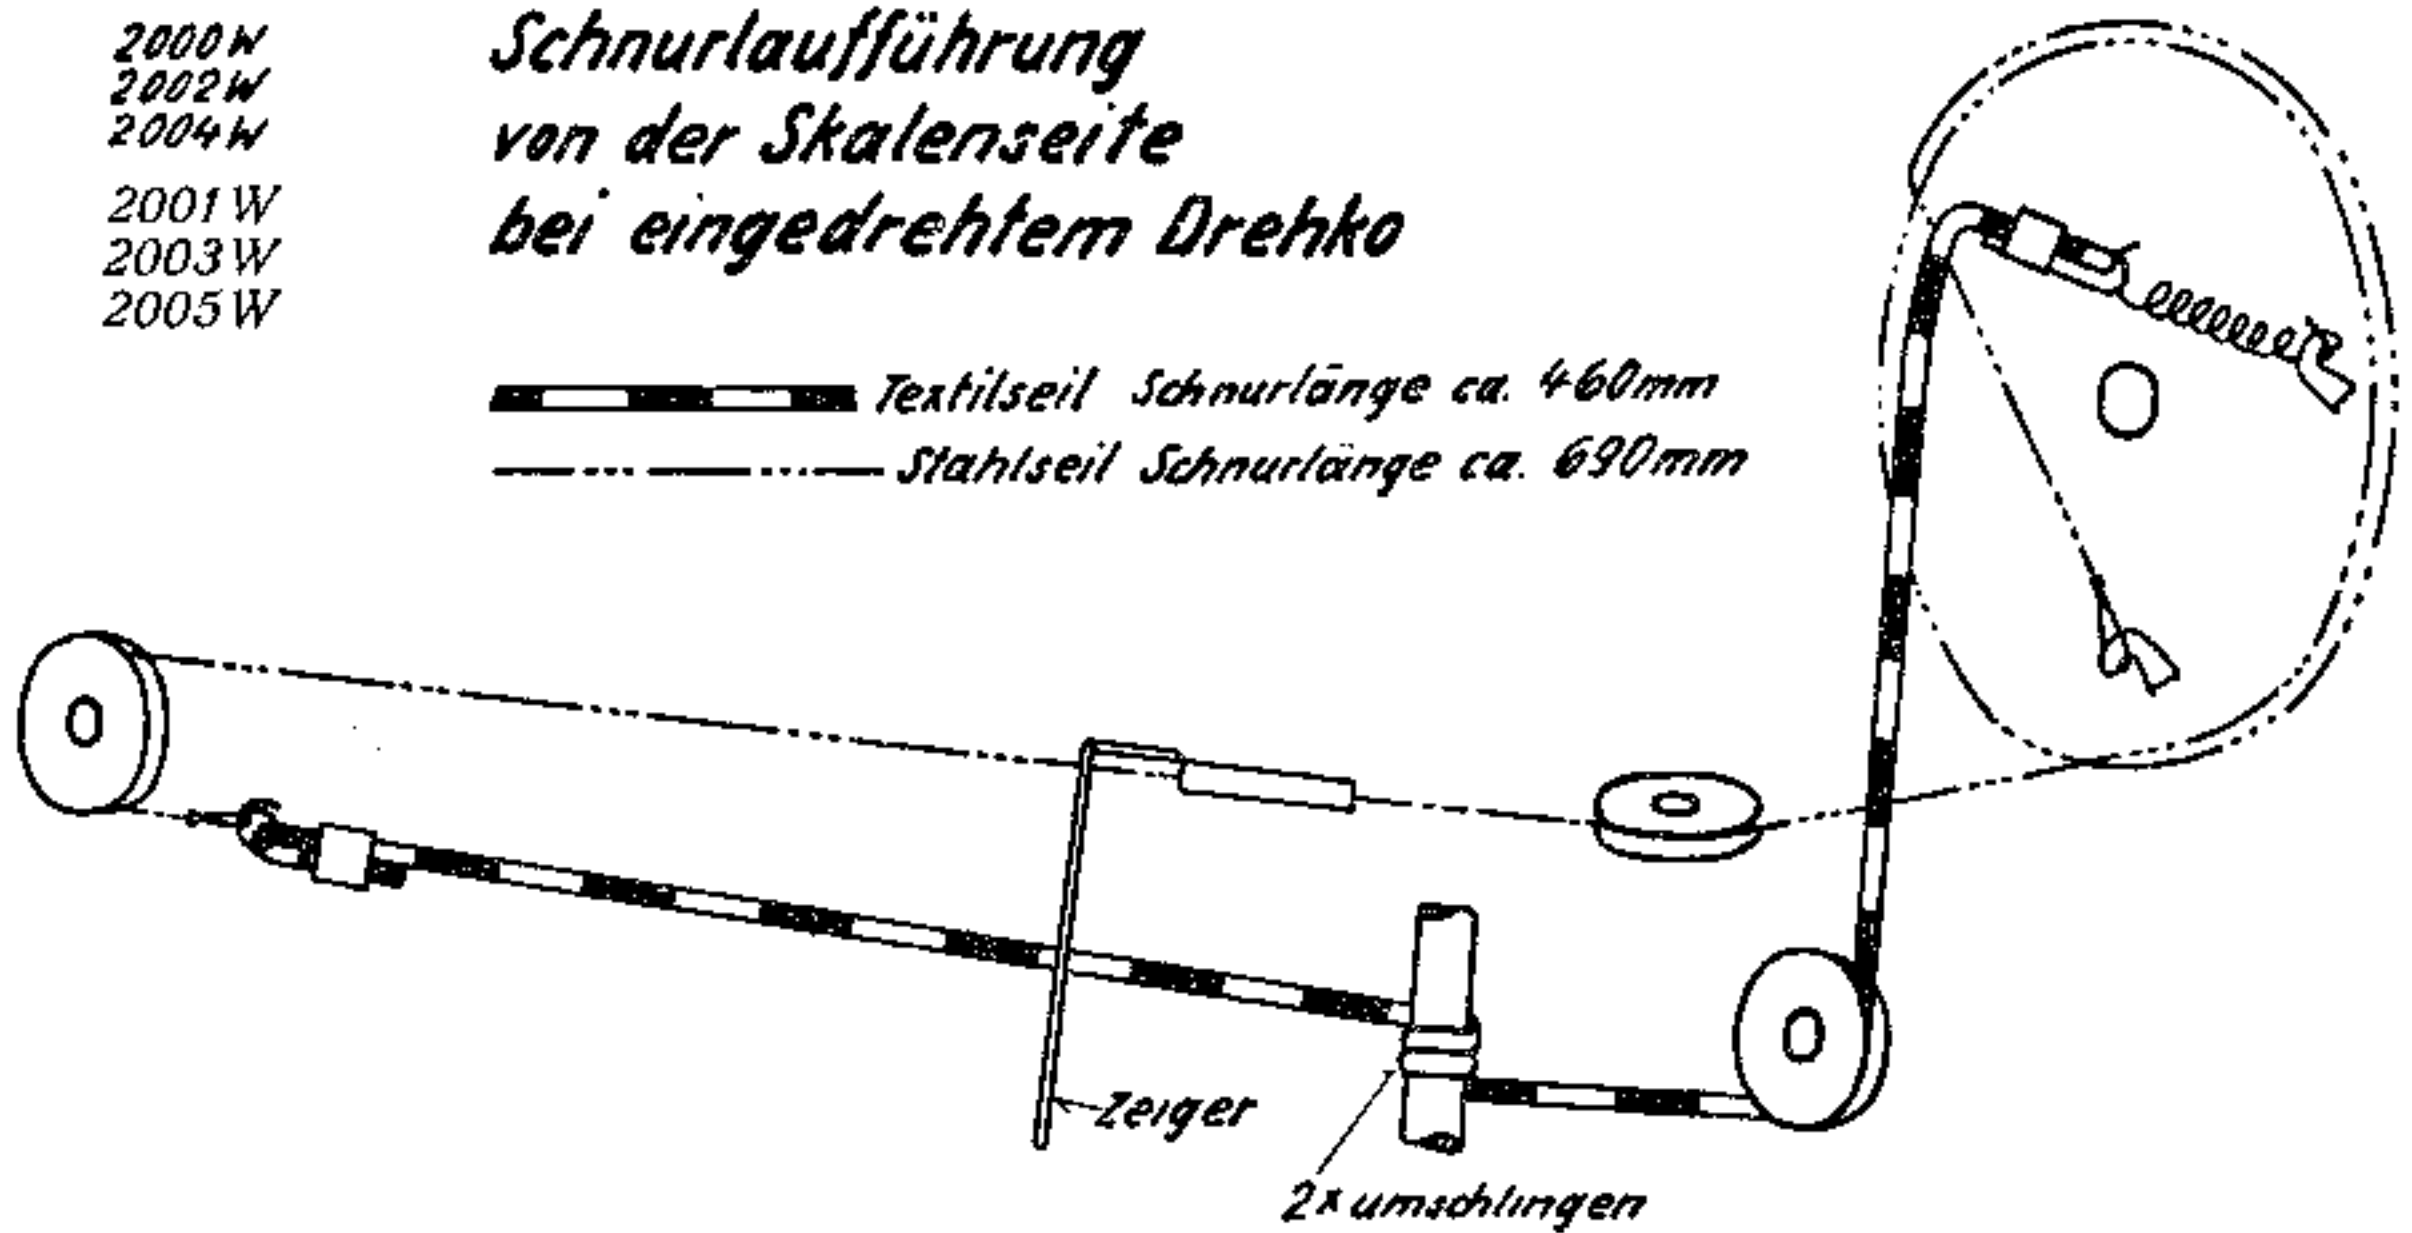 2000W
2002W
2004W
2001W
2003W
2005W
Schnurlaufführung
von der Skalenseite
bei eingedrehtem Drehko
Textilseil Schnurlänge ca. 460mm
Stahlseil Schnurlänge ca. 690mm
Zeiger
2x umschlingen